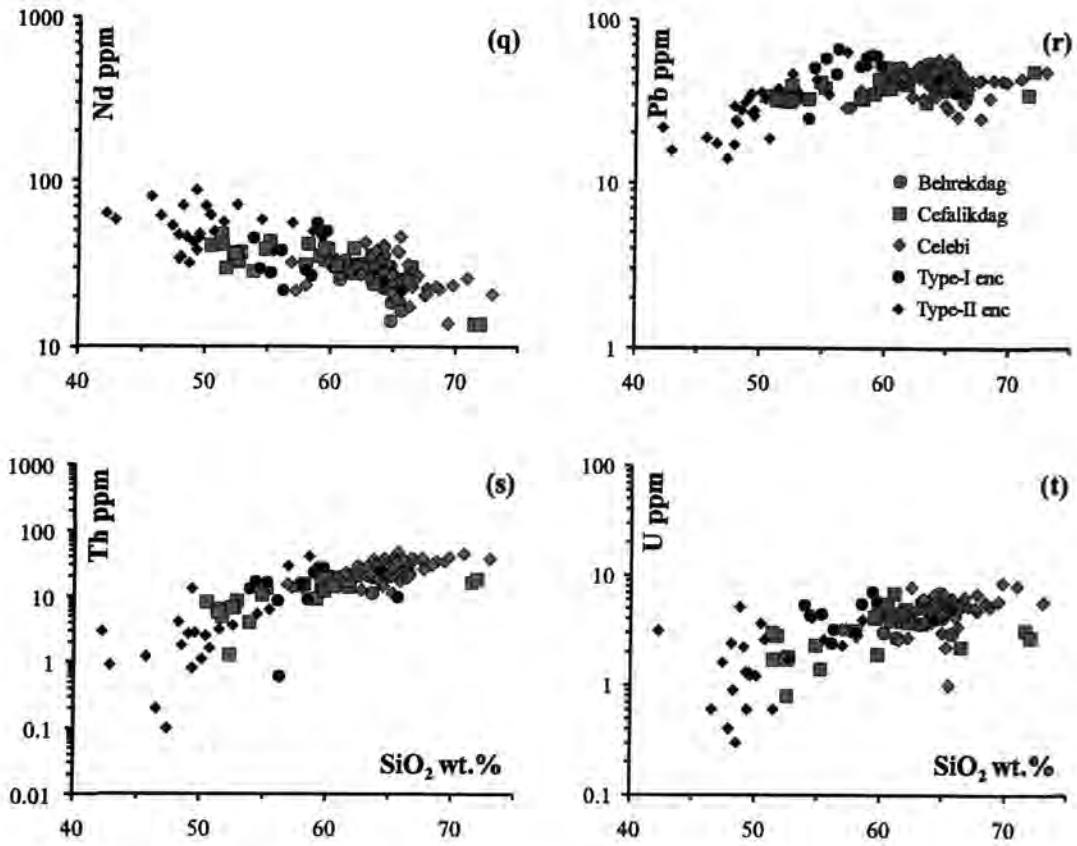 1000
100
10
40 50 60 70
Nd ppm
(q)
100
10
1
40 50 60 70
Pb ppm
(r)
Behrekdag
Cefalikdag
Celebi
Type-I enc
Type-II enc
1000
100
10
1
0.1
0.01
40 50 60 70
Th ppm
(s)
SiO₂ wt.%
100
10
1
0.1
40 50 60 70
U ppm
(t)
SiO₂ wt.%